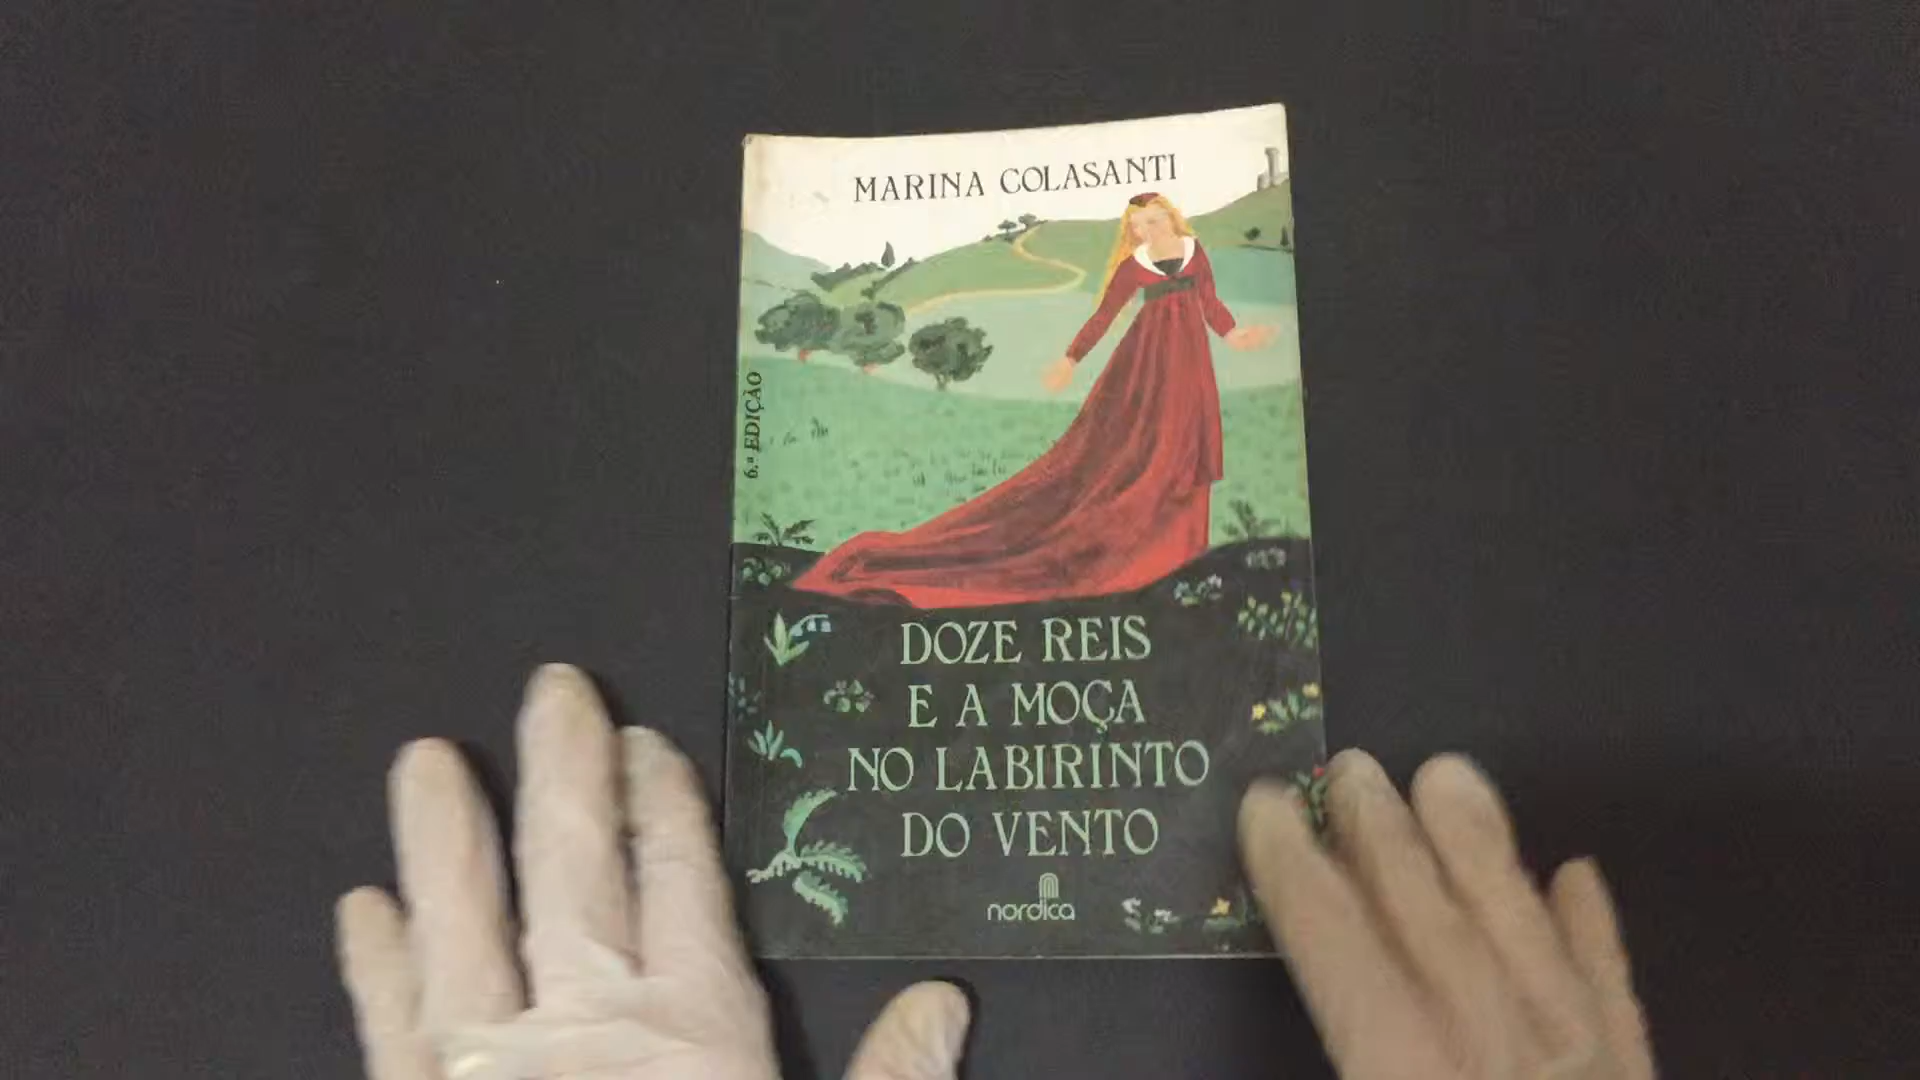 MARINA COLASANTI
6.ª EDIÇÃO
DOZE REIS
E A MOÇA
NO LABIRINTO
DO VENTO
nordica